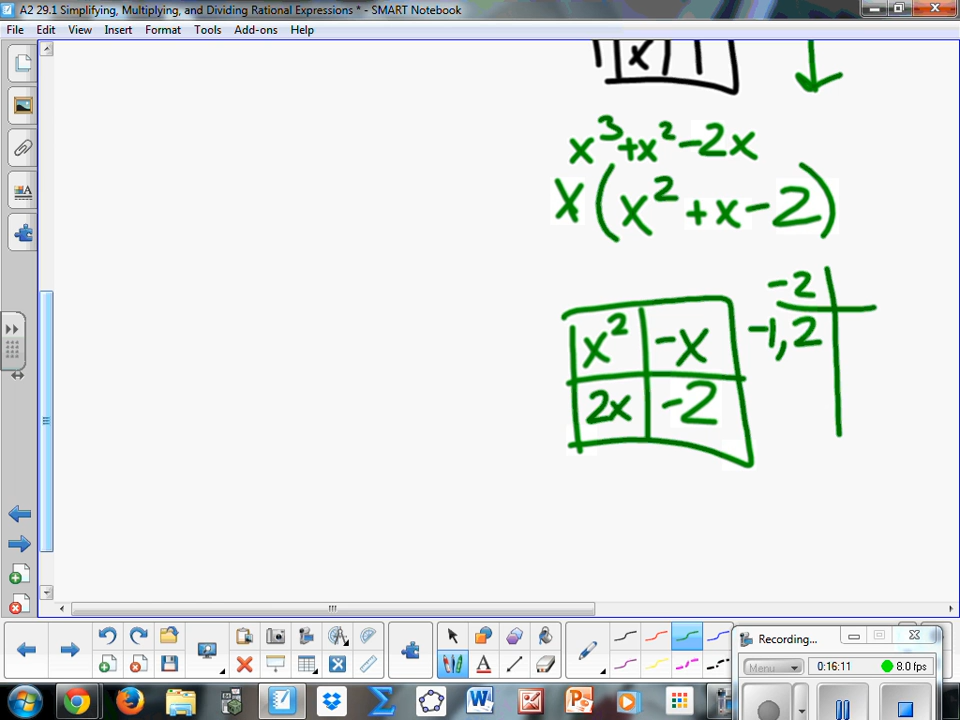 A2 29.1 Simplifying, Multiplying, and Dividing Rational Expressions * - SMART Notebook
File Edit View Insert Format Tools Add-ons Help
x
x³+x²-2x
x(x²+x-2)
-2
-1,2
x² -x
2x -2
Recording...
Menu 0:16:11 8.0 fps